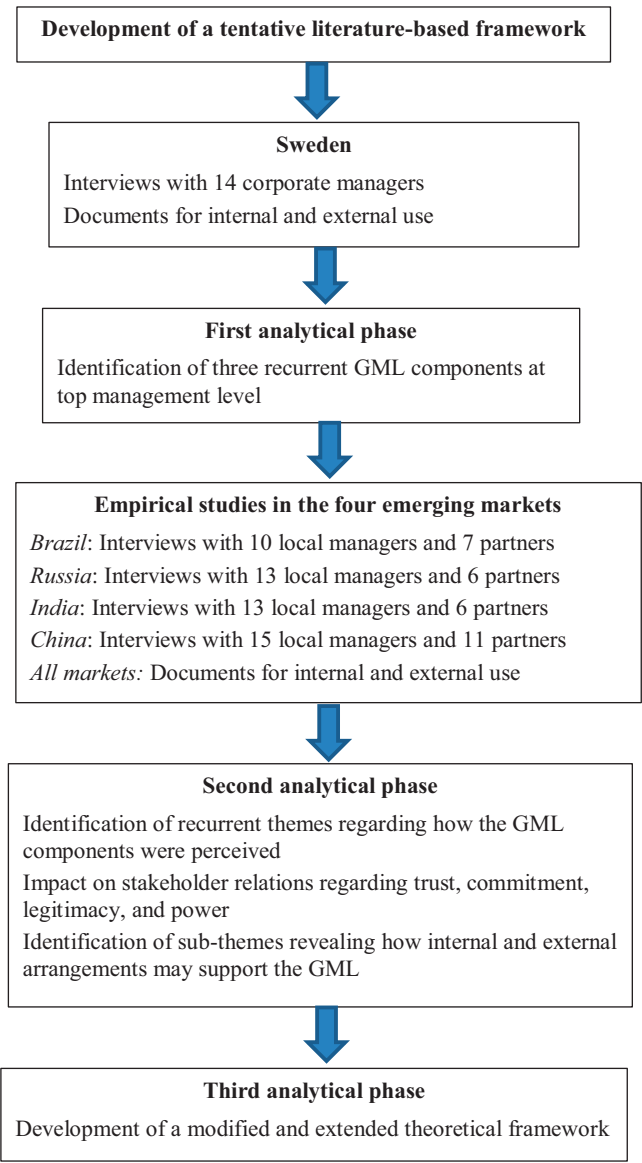 Development of a tentative literature-based framework
Sweden
Interviews with 14 corporate managers
Documents for internal and external use
First analytical phase
Identification of three recurrent GML components at
top management level
Empirical studies in the four emerging markets
Brazil: Interviews with 10 local managers and 7 partners
Russia: Interviews with 13 local managers and 6 partners
India: Interviews with 13 local managers and 6 partners
China: Interviews with 15 local managers and 11 partners
All markets: Documents for internal and external use
Second analytical phase
Identification of recurrent themes regarding how the GML
components were perceived
Impact on stakeholder relations regarding trust, commitment,
legitimacy, and power
Identification of sub-themes revealing how internal and external
arrangements may support the GML
Third analytical phase
Development of a modified and extended theoretical framework